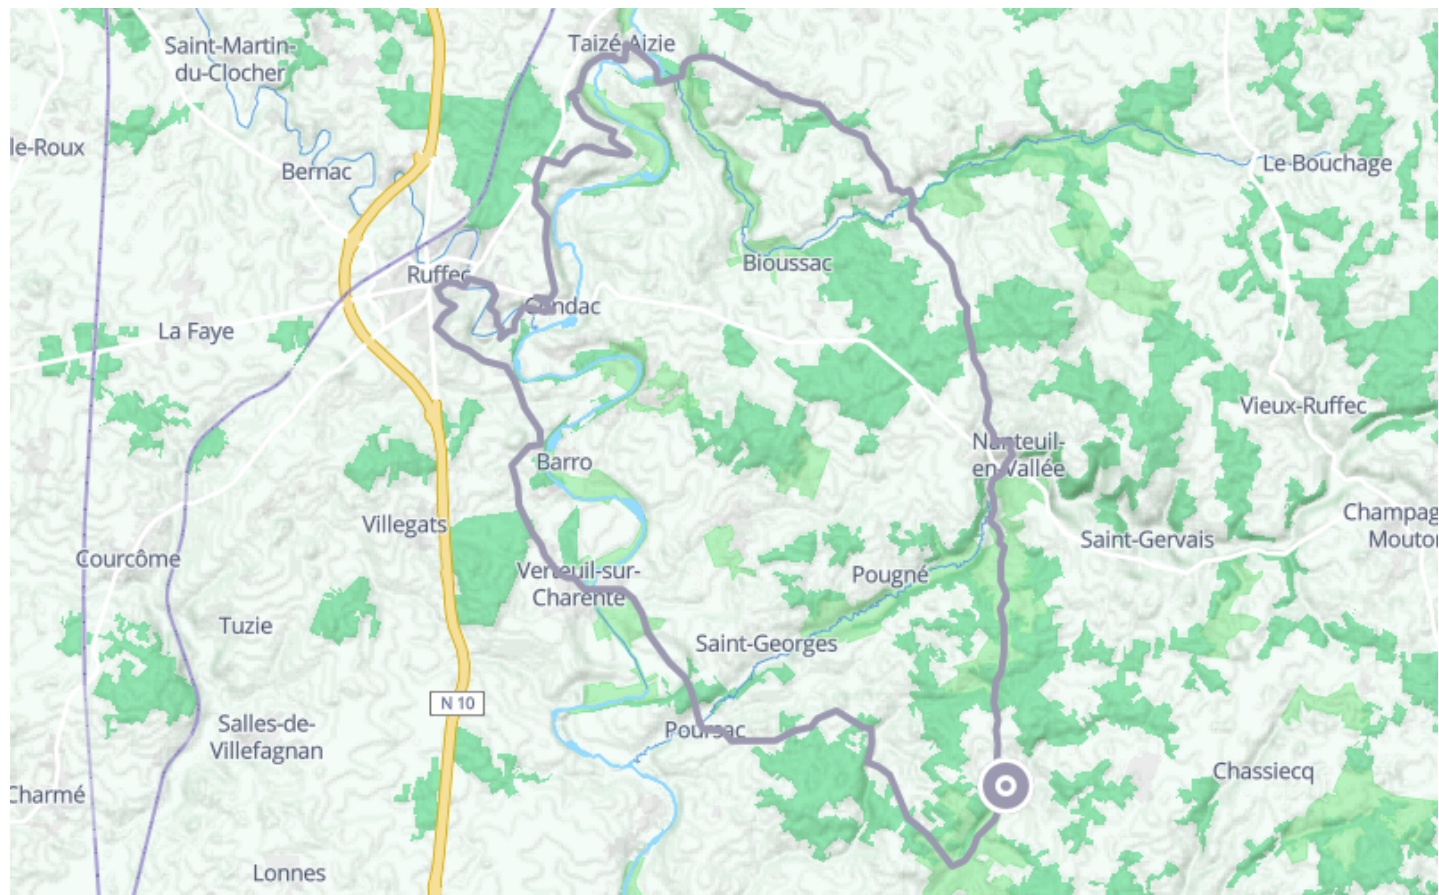 Saint-Martin-
du-Clocher
Taizé-Aizie
le-Roux
Bernac
Le Bouchage
Bioussac
Ruffec
Condac
La Faye
Vieux-Ruffec
Nanteuil-
en-Vallée
Barro
Villegats
Champag
Mouton
Saint-Gervais
Courcôme
Verteuil-sur-
Charente
Pougné
Tuzie
Saint-Georges
N 10
Salles-de-
Villefagnan
Poursac
Chassiecq
Charmé
Lonnes